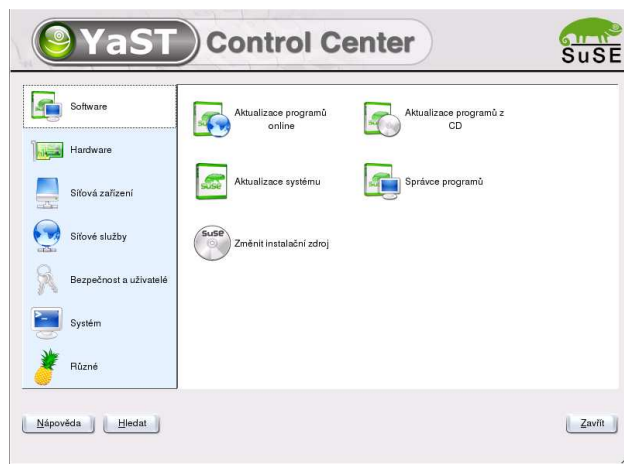 YaST Control Center
SuSE
Software
Hardware
Síťová zařízení
Síťové služby
Bezpečnost a uživatelé
Systém
Různé
Aktualizace programů
online
Aktualizace programů z
CD
Aktualizace systému
Správce programů
SuSE
Změnit instalační zdroj
Nápověda
Hledat
Zavřít